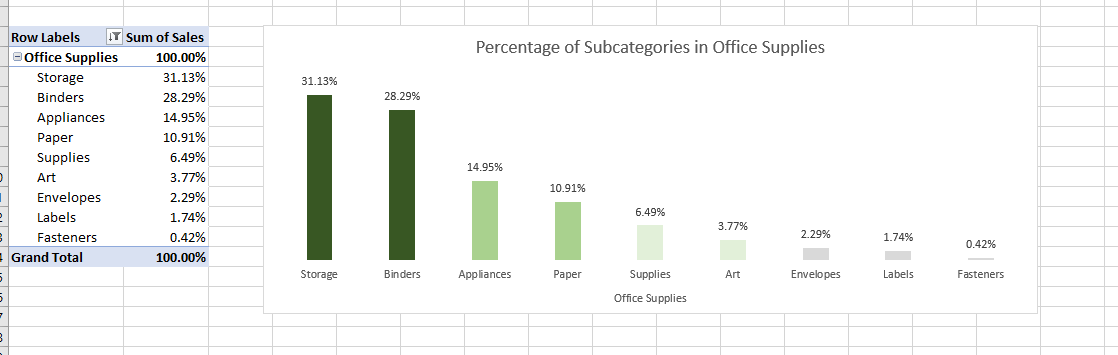 Row Labels Sum of Sales
Office Supplies 100.00%
Storage 31.13%
Binders 28.29%
Appliances 14.95%
Paper 10.91%
Supplies 6.49%
Art 3.77%
Envelopes 2.29%
Labels 1.74%
Fasteners 0.42%
Grand Total 100.00%
Percentage of Subcategories in Office Supplies
31.13% 28.29% 14.95% 10.91% 6.49% 3.77% 2.29% 1.74% 0.42%
Storage Binders Appliances Paper Supplies Art Envelopes Labels Fasteners
Office Supplies